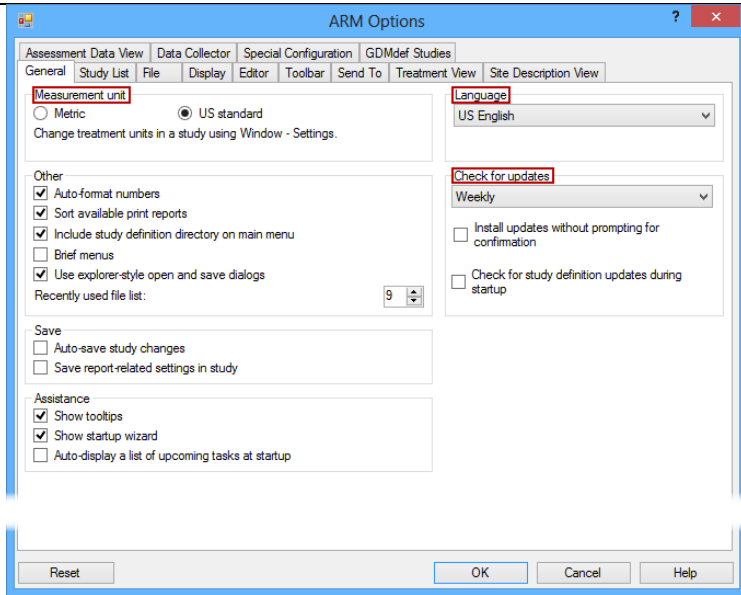 ARM Options
?
Assessment Data View Data Collector Special Configuration GDMdef Studies
General Study List File Display Editor Toolbar Send To Treatment View Site Description View
Measurement unit
Metric US standard
Change treatment units in a study using Window - Settings.
Language
US English
Other
Auto-format numbers
Sort available print reports
Include study definition directory on main menu
Brief menus
Use explorer-style open and save dialogs
Recently used file list: 9
Check for updates
Weekly
Install updates without prompting for
confirmation
Check for study definition updates during
startup
Save
Auto-save study changes
Save report-related settings in study
Assistance
Show tooltips
Show startup wizard
Auto-display a list of upcoming tasks at startup
Reset OK Cancel Help